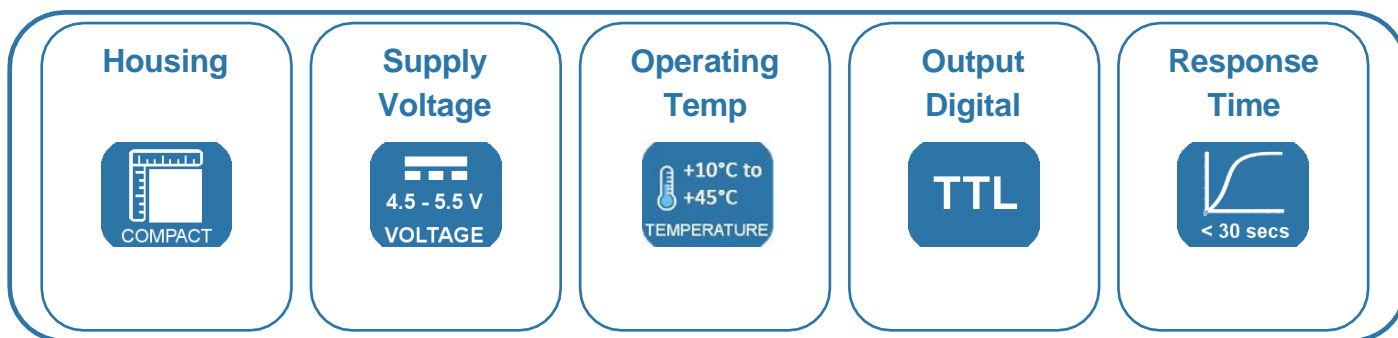 Housing
COMPACT
Supply
Voltage
4.5 - 5.5 V
VOLTAGE
Operating
Temp
+10°C to
+45°C
TEMPERATURE
Output
Digital
TTL
Response
Time
< 30 secs